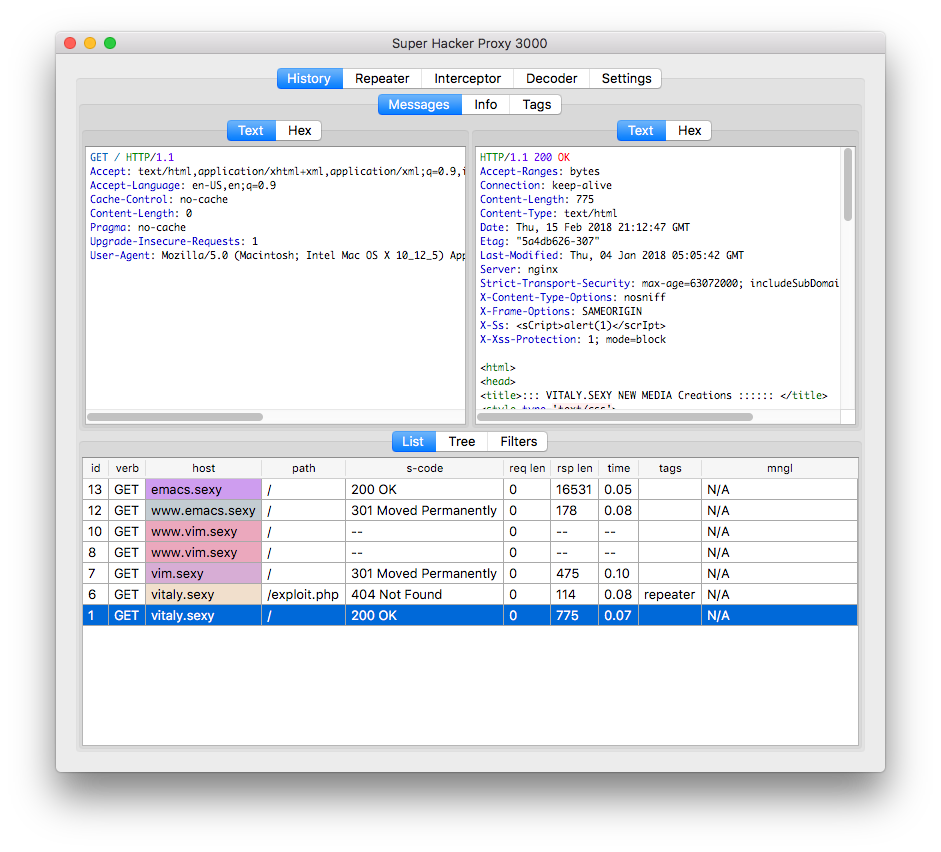 Super Hacker Proxy 3000
History Repeater Interceptor Decoder Settings
Messages Info Tags
Text Hex
GET / HTTP/1.1
Accept: text/html,application/xhtml+xml,application/xml;q=0.9,i
Accept-Language: en-US,en;q=0.9
Cache-Control: no-cache
Content-Length: 0
Pragma: no-cache
Upgrade-Insecure-Requests: 1
User-Agent: Mozilla/5.0 (Macintosh; Intel Mac OS X 10_12_5) App
Text Hex
HTTP/1.1 200 OK
Accept-Ranges: bytes
Connection: keep-alive
Content-Length: 775
Content-Type: text/html
Date: Thu, 15 Feb 2018 21:12:47 GMT
Etag: "5a4db626-307"
Last-Modified: Thu, 04 Jan 2018 05:05:42 GMT
Server: nginx
Strict-Transport-Security: max-age=63072000; includeSubDomai
X-Content-Type-Options: nosniff
X-Frame-Options: SAMEORIGIN
X-Ss: <sCript>alert(1)</scrIpt>
X-Xss-Protection: 1; mode=block
<html>
<head>
<title>::: VITALY.SEXY NEW MEDIA Creations :::::: </title>
<style type='text/css'>
List Tree Filters
id verb host path s-code req len rsp len time tags mngl
13 GET emacs.sexy / 200 OK 0 16531 0.05 N/A
12 GET www.emacs.sexy / 301 Moved Permanently 0 178 0.08 N/A
10 GET www.vim.sexy / -- 0 -- -- N/A
8 GET www.vim.sexy / -- 0 -- -- N/A
7 GET vim.sexy / 301 Moved Permanently 0 475 0.10 N/A
6 GET vitaly.sexy /exploit.php 404 Not Found 0 114 0.08 repeater N/A
1 GET vitaly.sexy / 200 OK 0 775 0.07 N/A